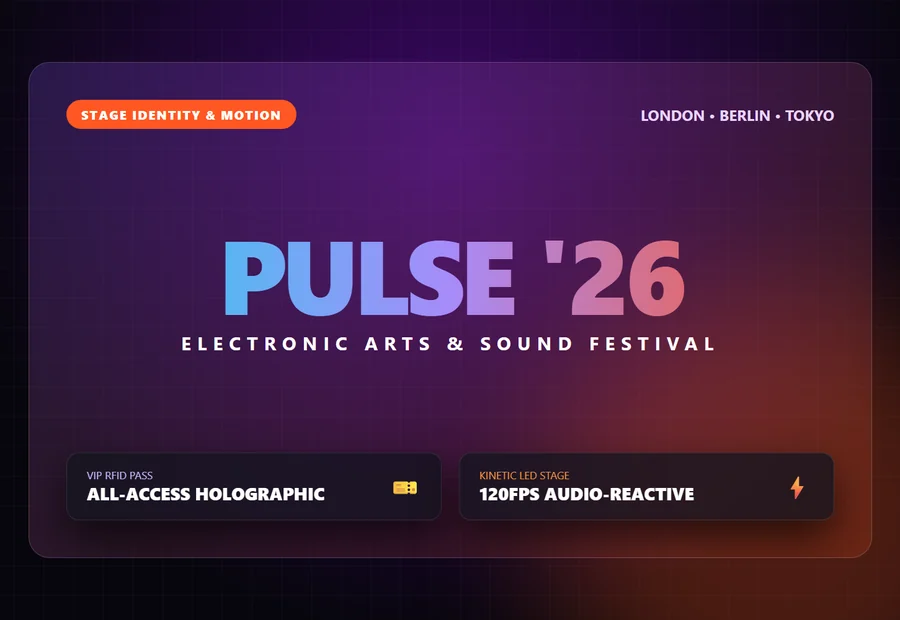 STAGE IDENTITY & MOTION
LONDON • BERLIN • TOKYO
PULSE '26
ELECTRONIC ARTS & SOUND FESTIVAL
VIP RFID PASS
ALL-ACCESS HOLOGRAPHIC
KINETIC LED STAGE
120FPS AUDIO-REACTIVE